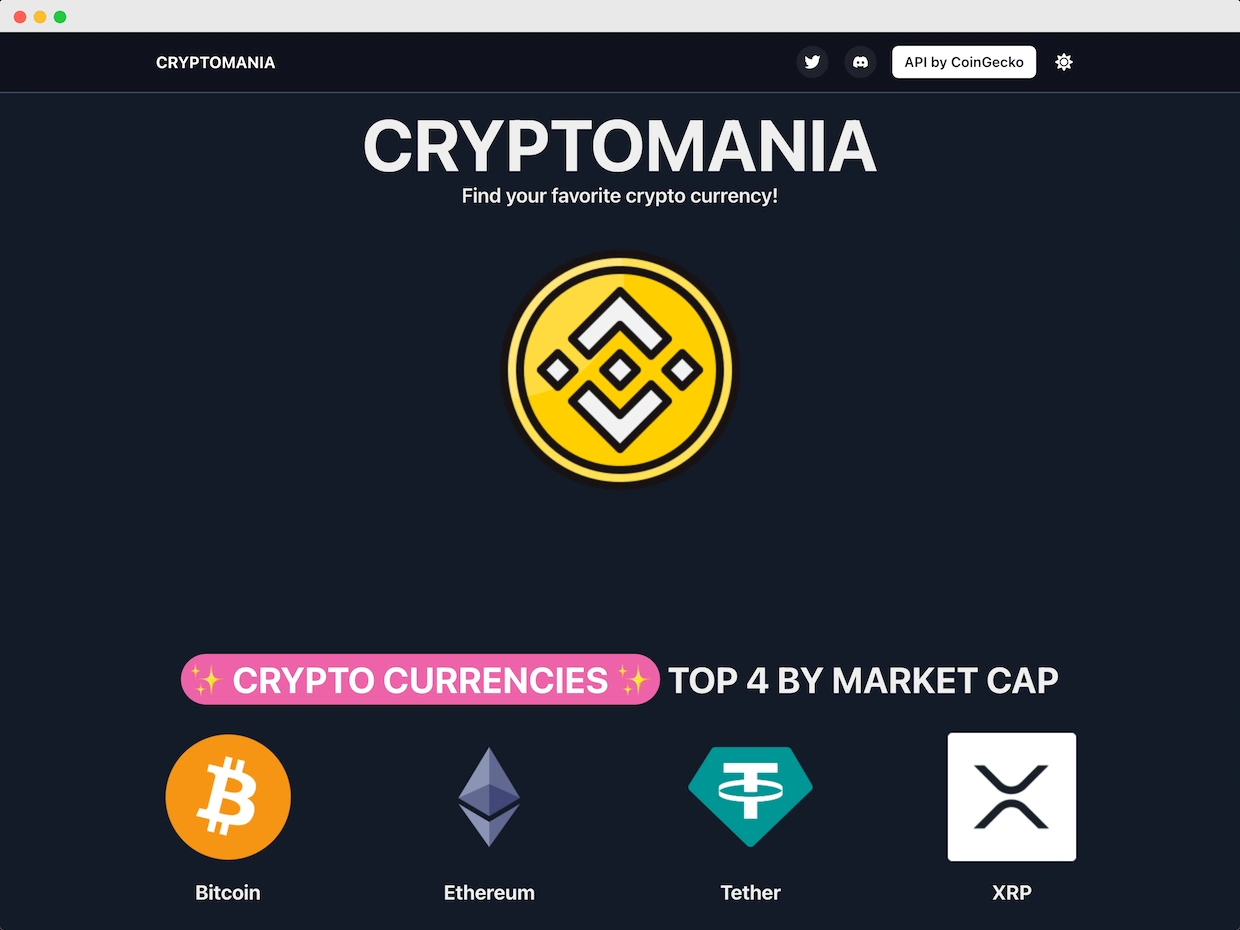 CRYPTOMANIA
API by CoinGecko
CRYPTOMANIA
Find your favorite crypto currency!
✨ CRYPTO CURRENCIES ✨ TOP 4 BY MARKET CAP
Bitcoin
Ethereum
Tether
XRP